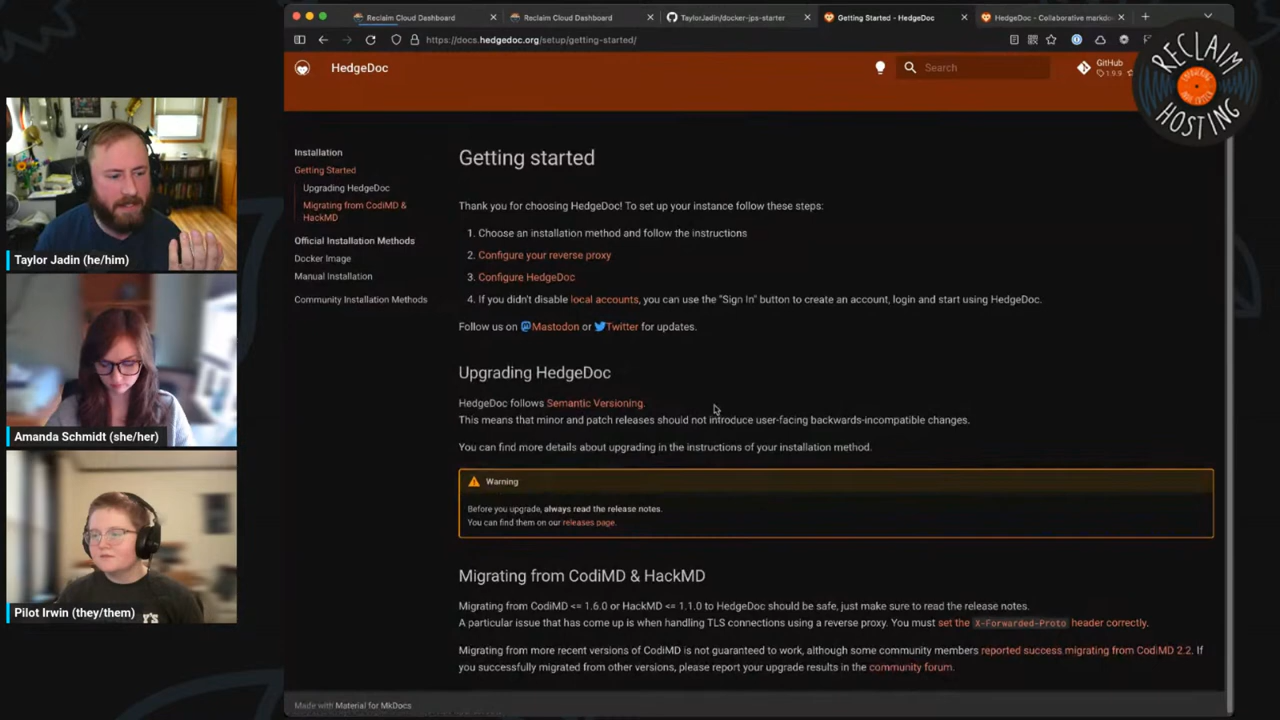 Reclaim Cloud Dashboard
Reclaim Cloud Dashboard
TaylorJadin/docker-jps-starter
Getting Started - HedgeDoc
HedgeDoc - Collaborative markdo
https://docs.hedgedoc.org/setup/getting-started/
HedgeDoc
Search
GitHub
1.9.9
RECLAIM
HOSTING
Installation
Getting Started
Upgrading HedgeDoc
Migrating from CodiMD &
HackMD
Official Installation Methods
Docker Image
Manual Installation
Community Installation Methods
Getting started
Thank you for choosing HedgeDoc! To set up your instance follow these steps:
1. Choose an installation method and follow the instructions
2. Configure your reverse proxy
3. Configure HedgeDoc
4. If you didn't disable local accounts, you can use the "Sign In" button to create an account, login and start using HedgeDoc.
Follow us on Mastodon or Twitter for updates.
Upgrading HedgeDoc
HedgeDoc follows Semantic Versioning.
This means that minor and patch releases should not introduce user-facing backwards-incompatible changes.
You can find more details about upgrading in the instructions of your installation method.
Warning
Before you upgrade, always read the release notes.
You can find them on our releases page.
Migrating from CodiMD & HackMD
Migrating from CodiMD <= 1.6.0 or HackMD <= 1.1.0 to HedgeDoc should be safe, just make sure to read the release notes.
A particular issue that has come up is when handling TLS connections using a reverse proxy. You must set the X-Forwarded-Proto header correctly.
Migrating from more recent versions of CodiMD is not guaranteed to work, although some community members reported success migrating from CodiMD 2.2. If
you successfully migrated from other versions, please report your upgrade results in the community forum.
Made with Material for MkDocs
Taylor Jadin (he/him)
Amanda Schmidt (she/her)
Pilot Irwin (they/them)